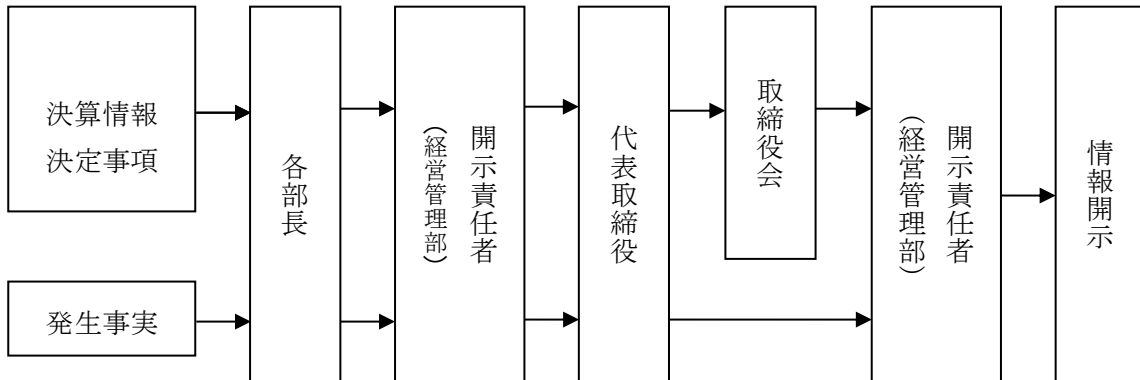 決算情報
決定事項
発生事実
各部長
開示責任者
(経営管理部)
代表取締役
取締役会
開示責任者
(経営管理部)
情報開示